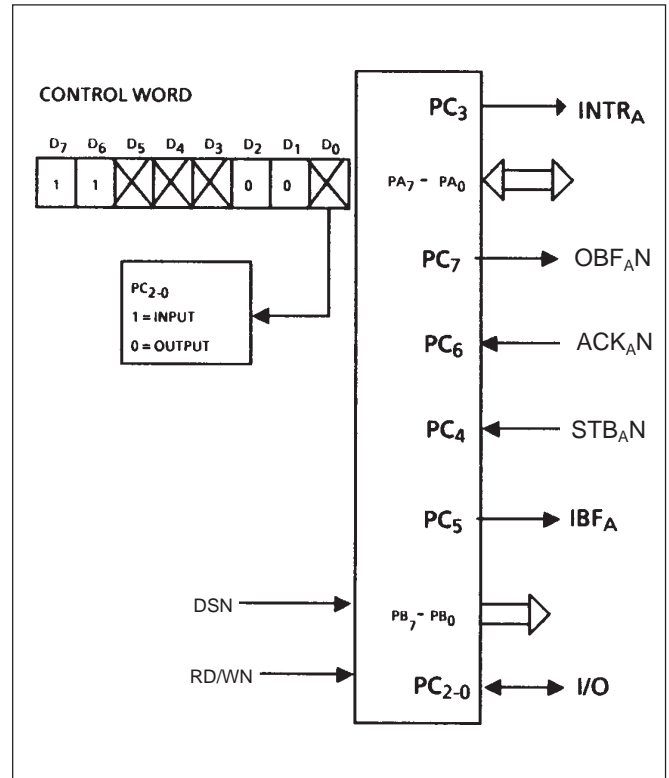 CONTROL WORD
D7 D6 D5 D4 D3 D2 D1 D0
1 1 0 0
PC2-0
1 = INPUT
0 = OUTPUT
PC3 INTRA
PA7 - PA0
PC7 OBFAN
PC6 ACKAN
PC4 STBAN
PC5 IBFA
DSN PB7 - PB0
RD/WN PC2-0 I/O